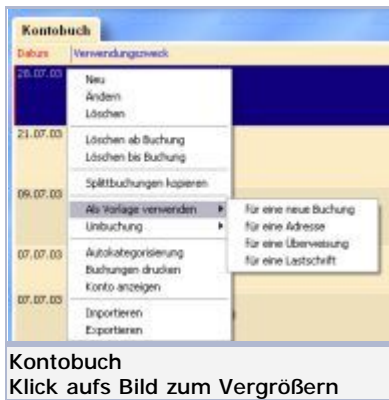 Kontobuch
Datum Verwendungszweck
28.07.03
Neu
Ändern
Löschen
21.07.03
Löschen ab Buchung
Löschen bis Buchung
Splittbuchungen kopieren
09.07.03
Als Vorlage verwenden
Für eine neue Buchung
für eine Adresse
für eine Überweisung
für eine Lastschrift
Umbuchung
07.07.03
Autokategorisierung
Buchungen drucken
Konto anzeigen
07.07.03
Importieren
Exportieren
Kontobuch
Klick aufs Bild zum Vergrößern